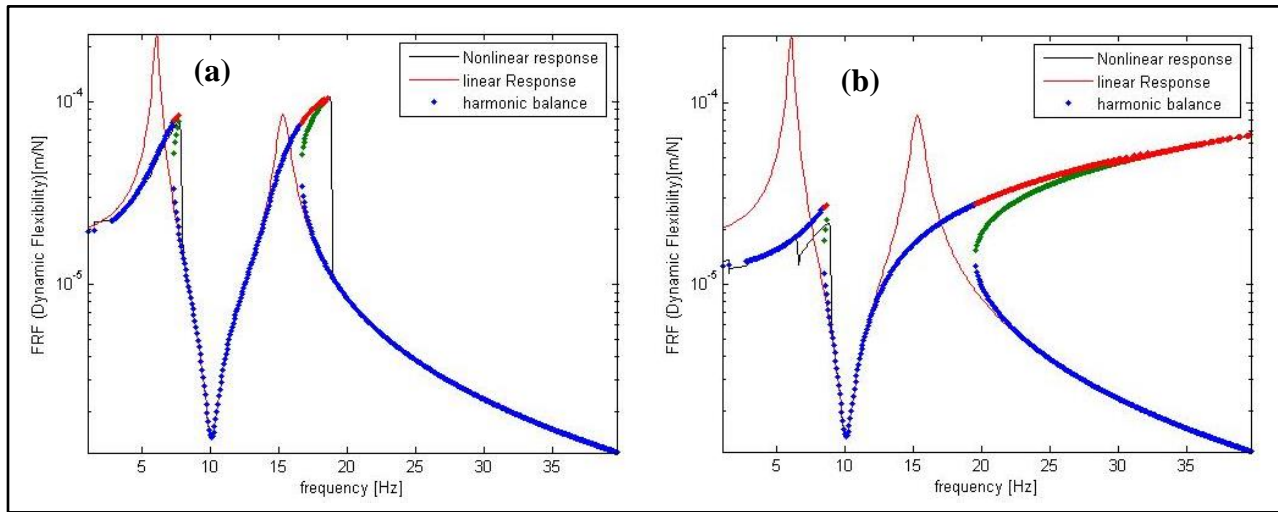 (a)
Nonlinear response
linear Response
harmonic balance
10-4
10-5
FRF (Dynamic Flexibility)[m/N]
5 10 15 20 25 30 35
frequency [Hz]
(b)
Nonlinear response
linear Response
harmonic balance
10-4
10-5
FRF (Dynamic Flexibility)[m/N]
5 10 15 20 25 30 35
frequency [Hz]